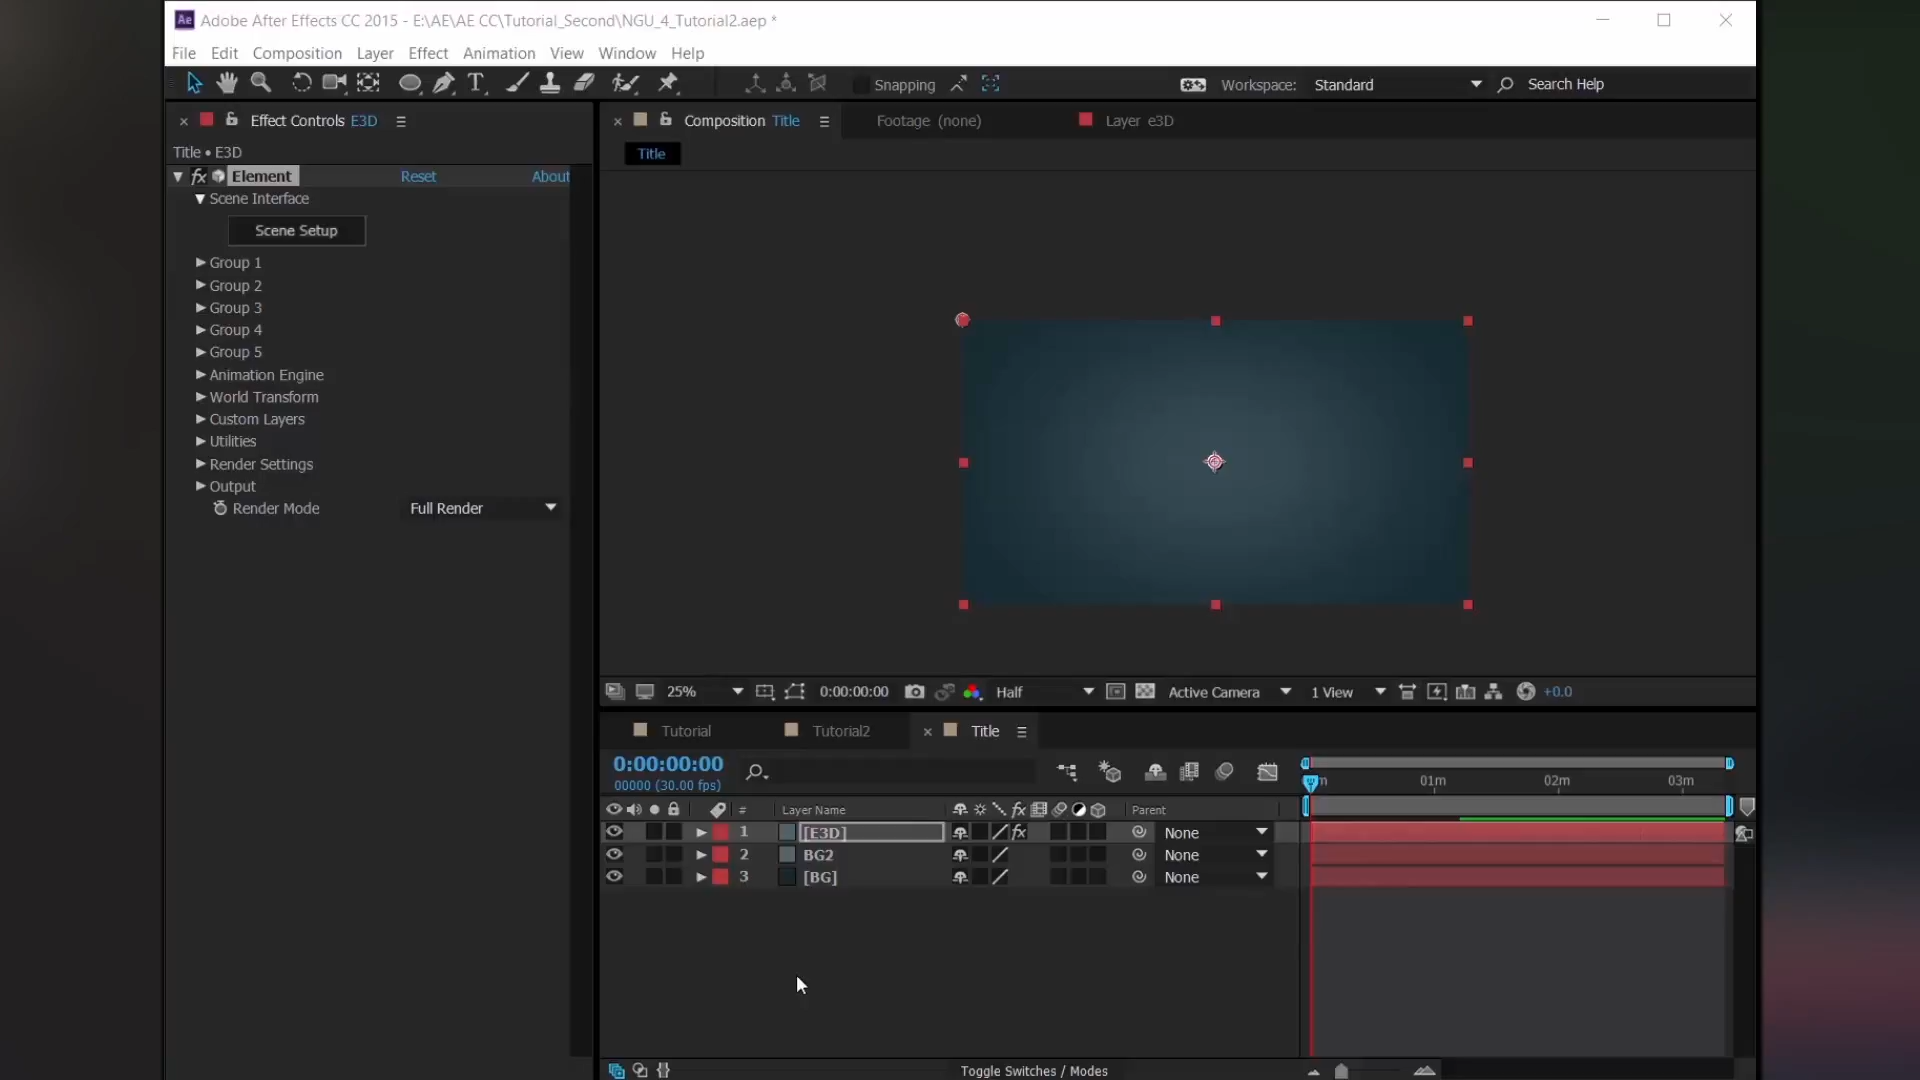 Ae Adobe After Effects CC 2015 - E:\AE\AE CC\Tutorial_Second\NGU_4_Tutorial2.aep *
File Edit Composition Layer Effect Animation View Window Help
Snapping Workspace: Standard Search Help
Effect Controls E3D
Composition Title Footage (none) Layer e3D
Title • E3D
Title
fx Element Reset About
Scene Interface
Scene Setup
Group 1
Group 2
Group 3
Group 4
Group 5
Animation Engine
World Transform
Custom Layers
Utilities
Render Settings
Output
Render Mode Full Render
25% 0:00:00:00 Half Active Camera 1 View +0.0
Tutorial Tutorial2 Title
0:00:00:00
00000 (30.00 fps)
01m 02m 03m
# Layer Name fx Parent
1 [E3D] fx None
2 BG2 None
3 [BG] None
Toggle Switches / Modes